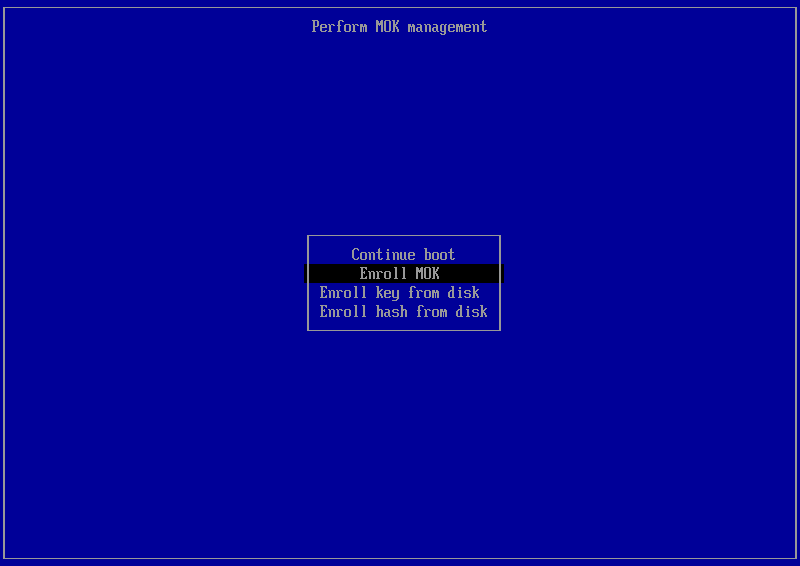 Perform MOK management
Continue boot
Enroll MOK
Enroll key from disk
Enroll hash from disk